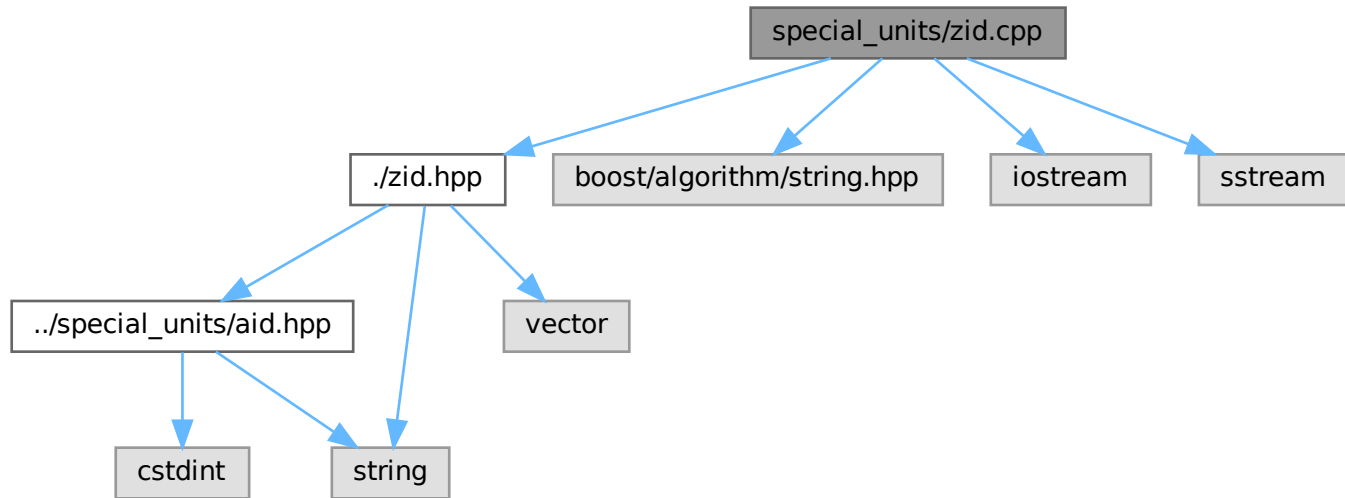 special_units/zid.cpp
./zid.hpp
boost/algorithm/string.hpp
iostream
sstream
../special_units/aid.hpp
vector
cstdint
string